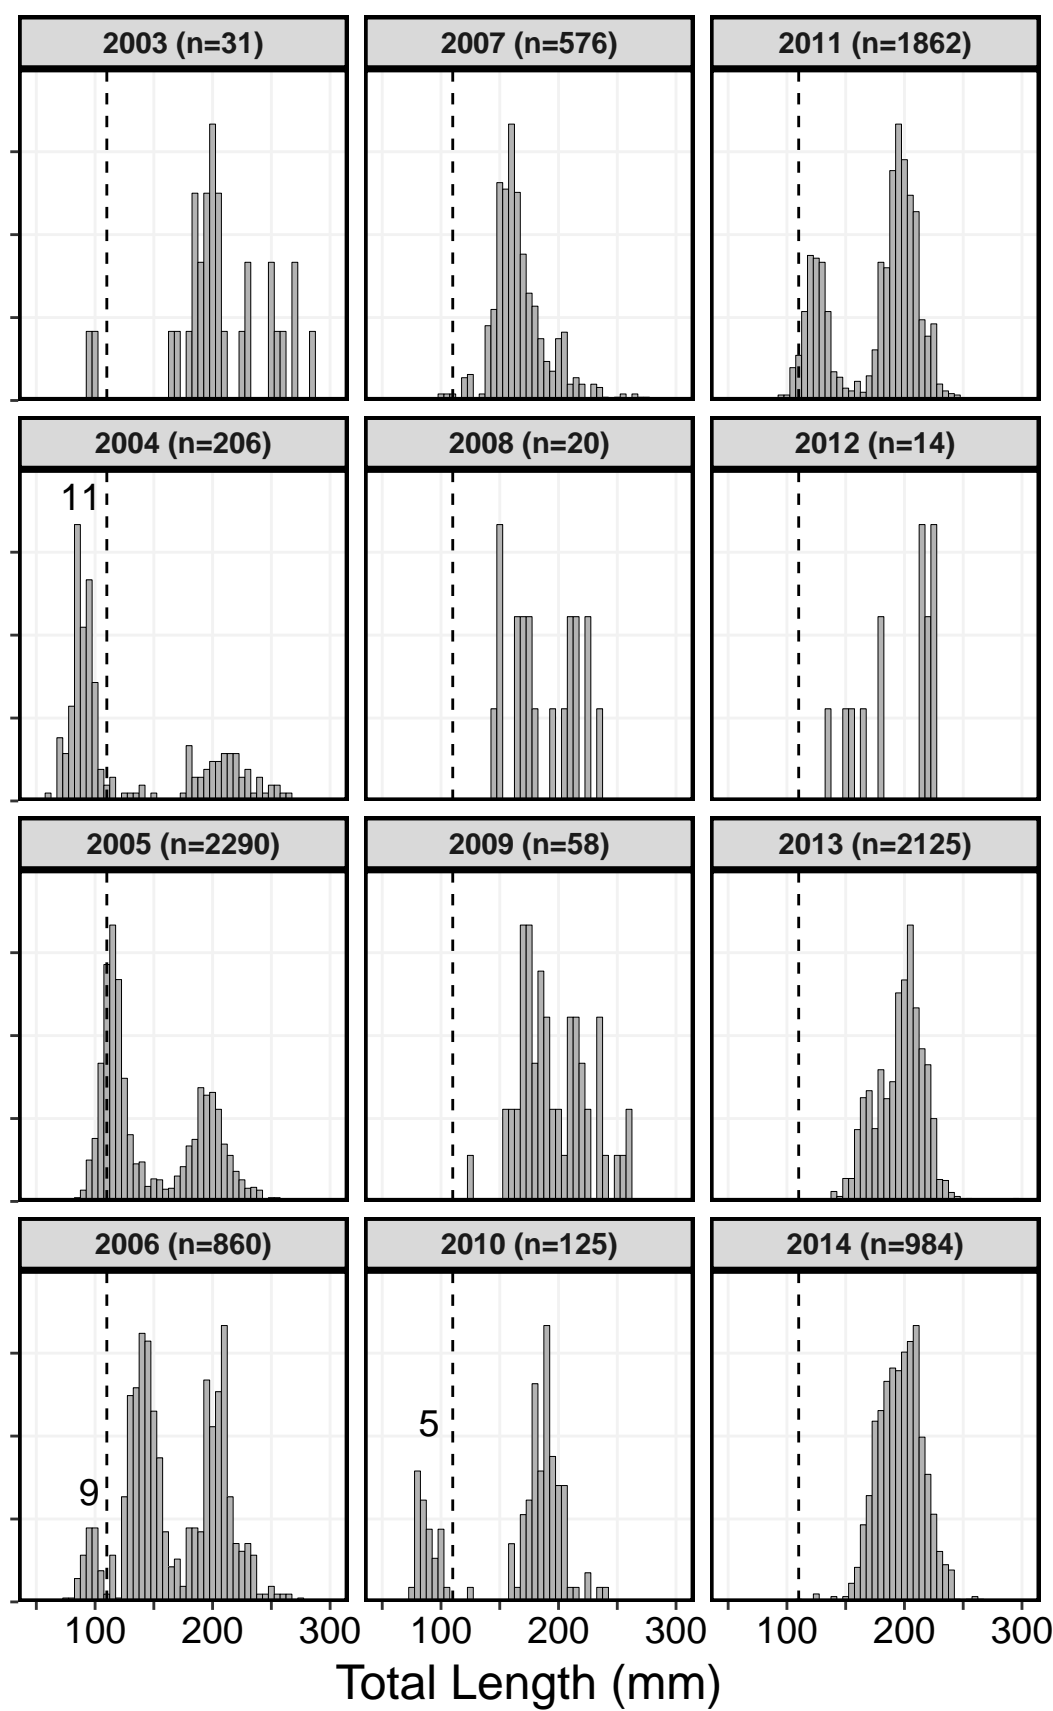 2003 (n=31) 2007 (n=576) 2011 (n=1862)
2004 (n=206) 2008 (n=20) 2012 (n=14)
11
2005 (n=2290) 2009 (n=58) 2013 (n=2125)
2006 (n=860) 2010 (n=125) 2014 (n=984)
5
9
100 200 300 100 200 300 100 200 300
Total Length (mm)